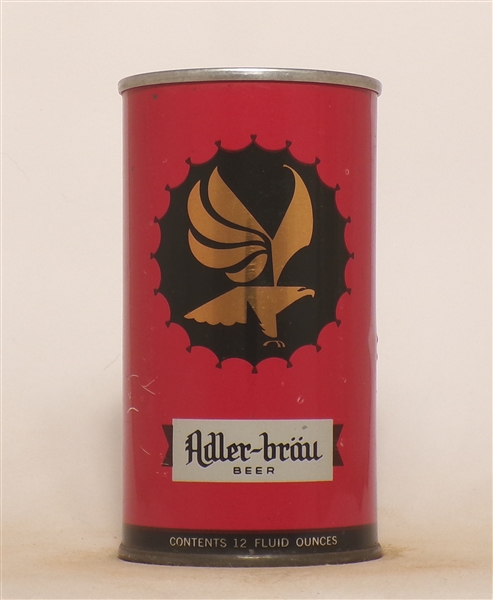 Adler-bräu
BEER
CONTENTS 12 FLUID OUNCES